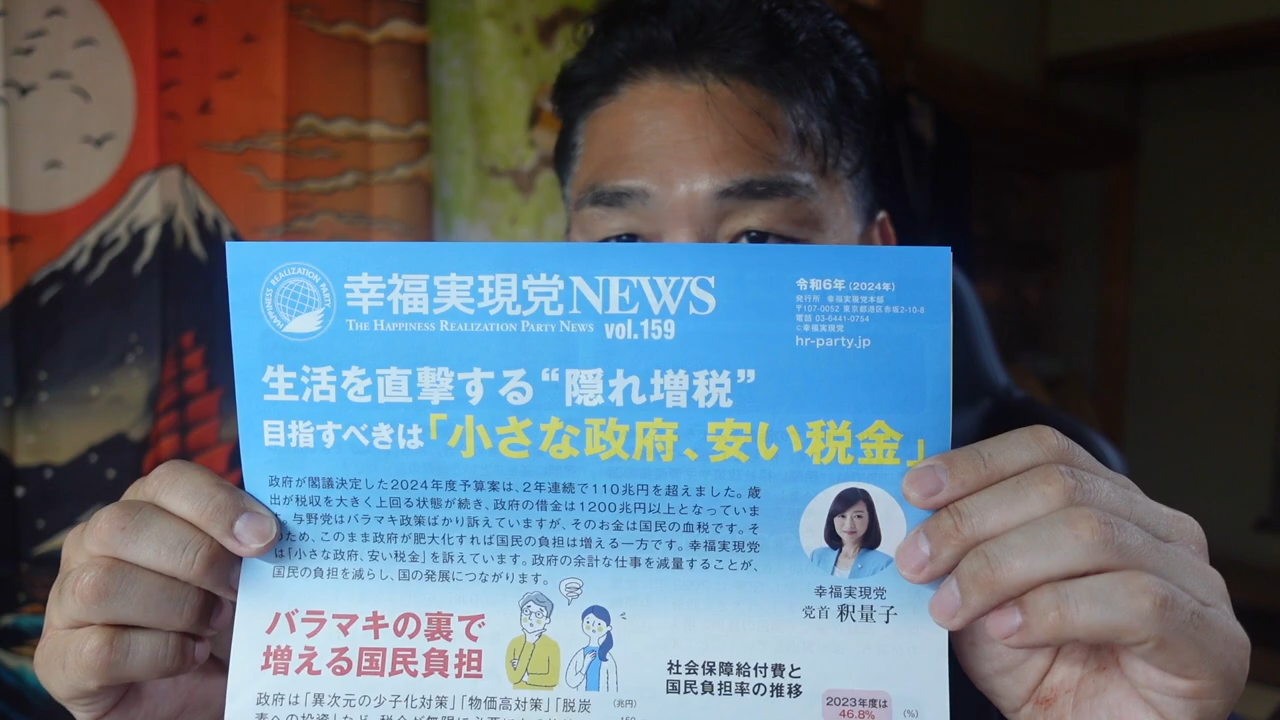 HAPPINESS REALIZATION PARTY
幸福実現党NEWS
THE HAPPINESS REALIZATION PARTY NEWS vol.159
令和6年(2024年)
発行所 幸福実現党本部
〒107-0052 東京都港区赤坂2-10-8
電話 03-6441-0754
©幸福実現党
hr-party.jp
生活を直撃する“隠れ増税”
目指すべきは「小さな政府、安い税金」
政府が閣議決定した2024年度予算案は、2年連続で110兆円を超えました。歳
出が税収を大きく上回る状態が続き、政府の借金は1200兆円以上となっていま
。与野党はバラマキ政策ばかり訴えていますが、そのお金は国民の血税です。そ
ため、このまま政府が肥大化すれば国民の負担は増える一方です。幸福実現党
は「小さな政府、安い税金」を訴えています。政府の余計な仕事を減量することが、
国民の負担を減らし、国の発展につながります。
幸福実現党
党首 釈量子
バラマキの裏で
増える国民負担
政府は「異次元の少子化対策」「物価高対策」「脱炭
社会保障給付費と
国民負担率の推移
(兆円)
2023年度は
46.8%
(%)